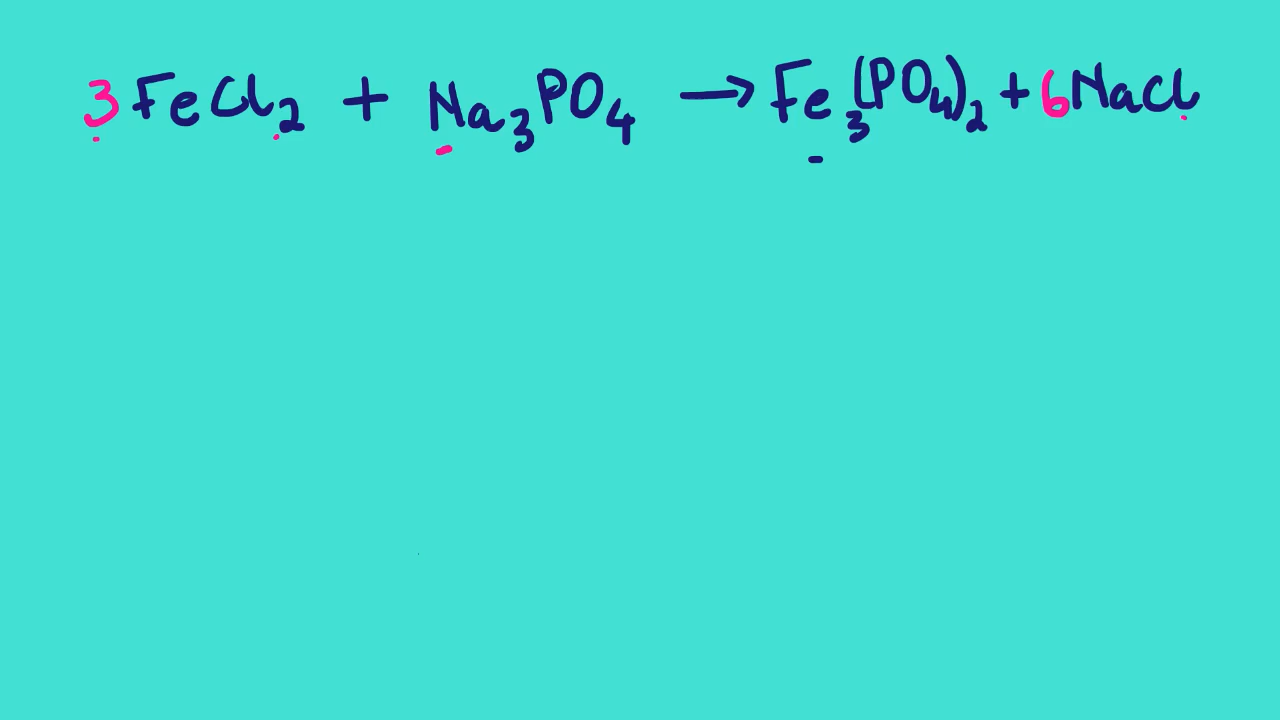 3FeCl₂ + Na₃PO₄ → Fe₃(PO₄)₂ + 6NaCl